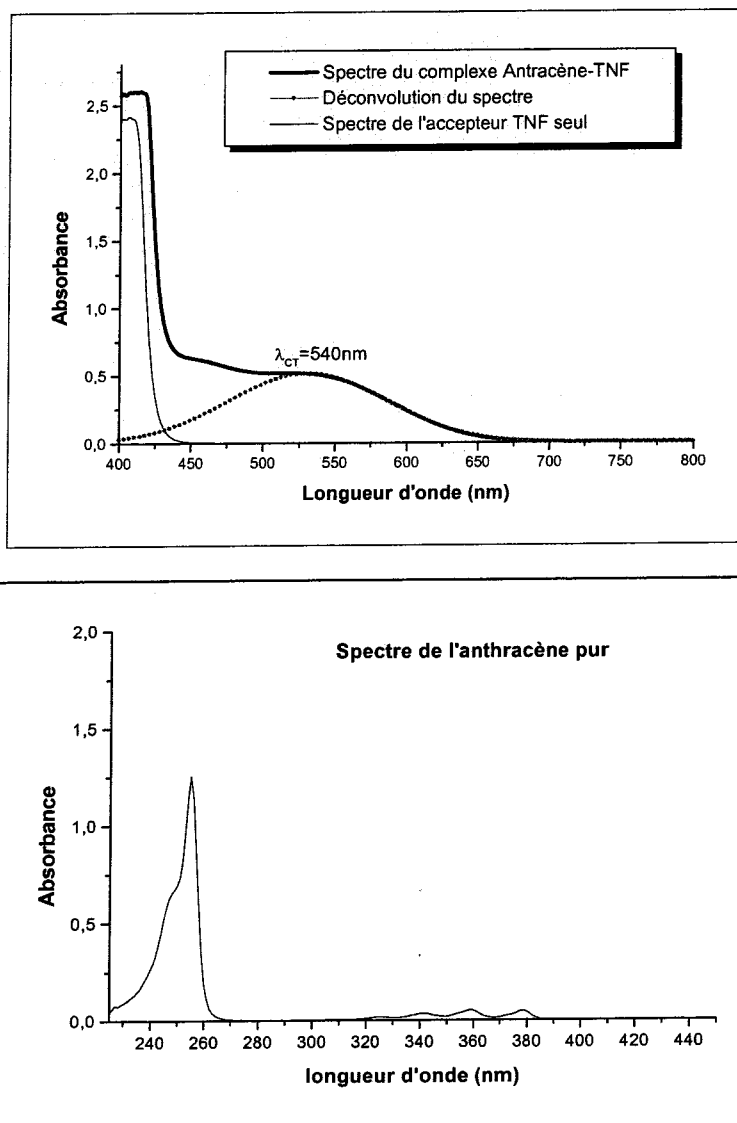 Spectre du complexe Antracène-TNF
Déconvolution du spectre
Spectre de l'accepteur TNF seul
2,5
2,0
1,5
1,0
0,5
0,0
Absorbance
λCT=540nm
400 450 500 550 600 650 700 750 800
Longueur d'onde (nm)
Spectre de l'anthracène pur
2,0
1,5
1,0
0,5
0,0
Absorbance
240 260 280 300 320 340 360 380 400 420 440
longueur d'onde (nm)